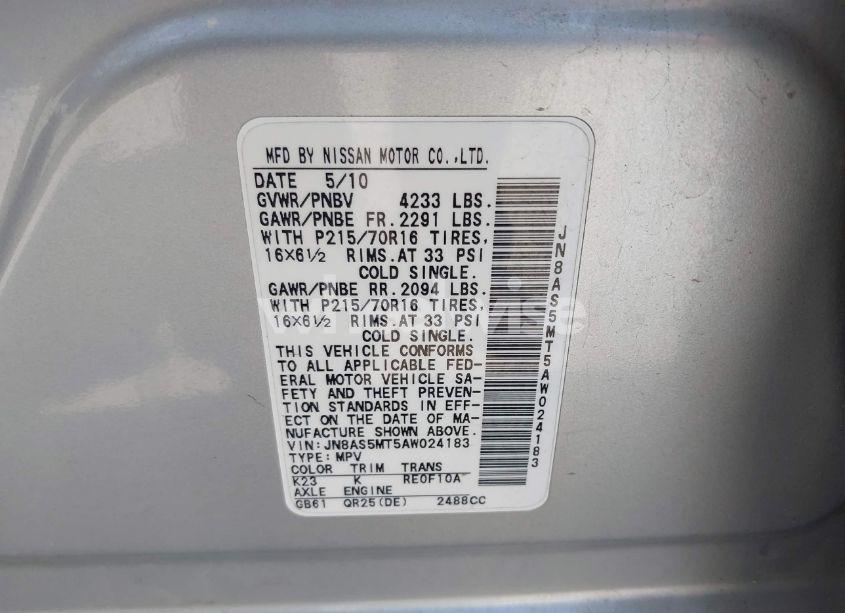 MFD BY NISSAN MOTOR CO.,LTD.
DATE 5/10
GVWR/PNBV 4233 LBS.
GAWR/PNBE FR.2291 LBS.
WITH P215/70R16 TIRES,
16X6½ RIMS.AT 33 PSI
COLD SINGLE.
GAWR/PNBE RR.2094 LBS.
WITH P215/70R16 TIRES,
16X6½ RIMS.AT 33 PSI
COLD SINGLE.
THIS VEHICLE CONFORMS
TO ALL APPLICABLE FED-
ERAL MOTOR VEHICLE SA-
FETY AND THEFT PREVEN-
TION STANDARDS IN EFF-
ECT ON THE DATE OF MA-
NUFACTURE SHOWN ABOVE.
VIN:JN8AS5MT5AW024183
TYPE:MPV
COLOR TRIM TRANS
K23 K RE0F10A
AXLE ENGINE
GB61 QR25(DE) 2488CC
JN8AS5MT5AW024183